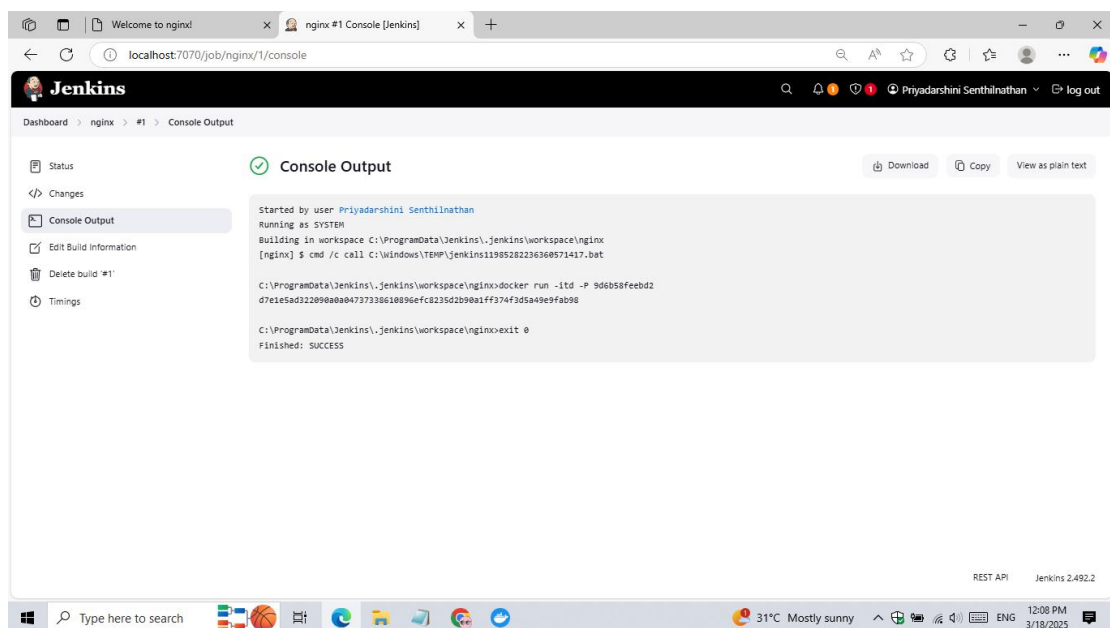 Welcome to nginx!
nginx #1 Console [Jenkins]
localhost:7070/job/nginx/1/console
Jenkins
1
1
Priyadarshini Senthilnathan
log out
Dashboard > nginx > #1 > Console Output
Status
Changes
Console Output
Edit Build Information
Delete build '#1'
Timings
Console Output
Download
Copy
View as plain text
Started by user Priyadarshini Senthilnathan
Running as SYSTEM
Building in workspace C:\ProgramData\Jenkins\.jenkins\workspace\nginx
[nginx] $ cmd /c call C:\Windows\TEMP\jenkins11985282236360571417.bat
C:\ProgramData\Jenkins\.jenkins\workspace\nginx>docker run -itd -P 9d6b58feebd2
d7e1e5ad322090a0a04737338610896efc8235d2b90a1ff374f3d5a49e9fab98
C:\ProgramData\Jenkins\.jenkins\workspace\nginx>exit 0
Finished: SUCCESS
REST API
Jenkins 2.492.2
Type here to search
31°C Mostly sunny
ENG
12:08 PM
3/18/2025